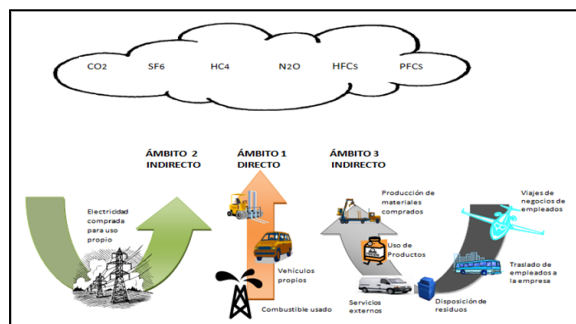 CO2 SF6 HC4 N2O HFCS PFCS
ÁMBITO 2
INDIRECTO
ÁMBITO 1
DIRECTO
ÁMBITO 3
INDIRECTO
Electricidad
comprada
para uso
propio
Vehículos
propios
Combustible usado
Producción de
materiales
comprados
Uso de
Productos
Servicios
externos
Disposición de
residuos
Viajes de
negocios de
empleados
Traslado de
empleados a
la empresa